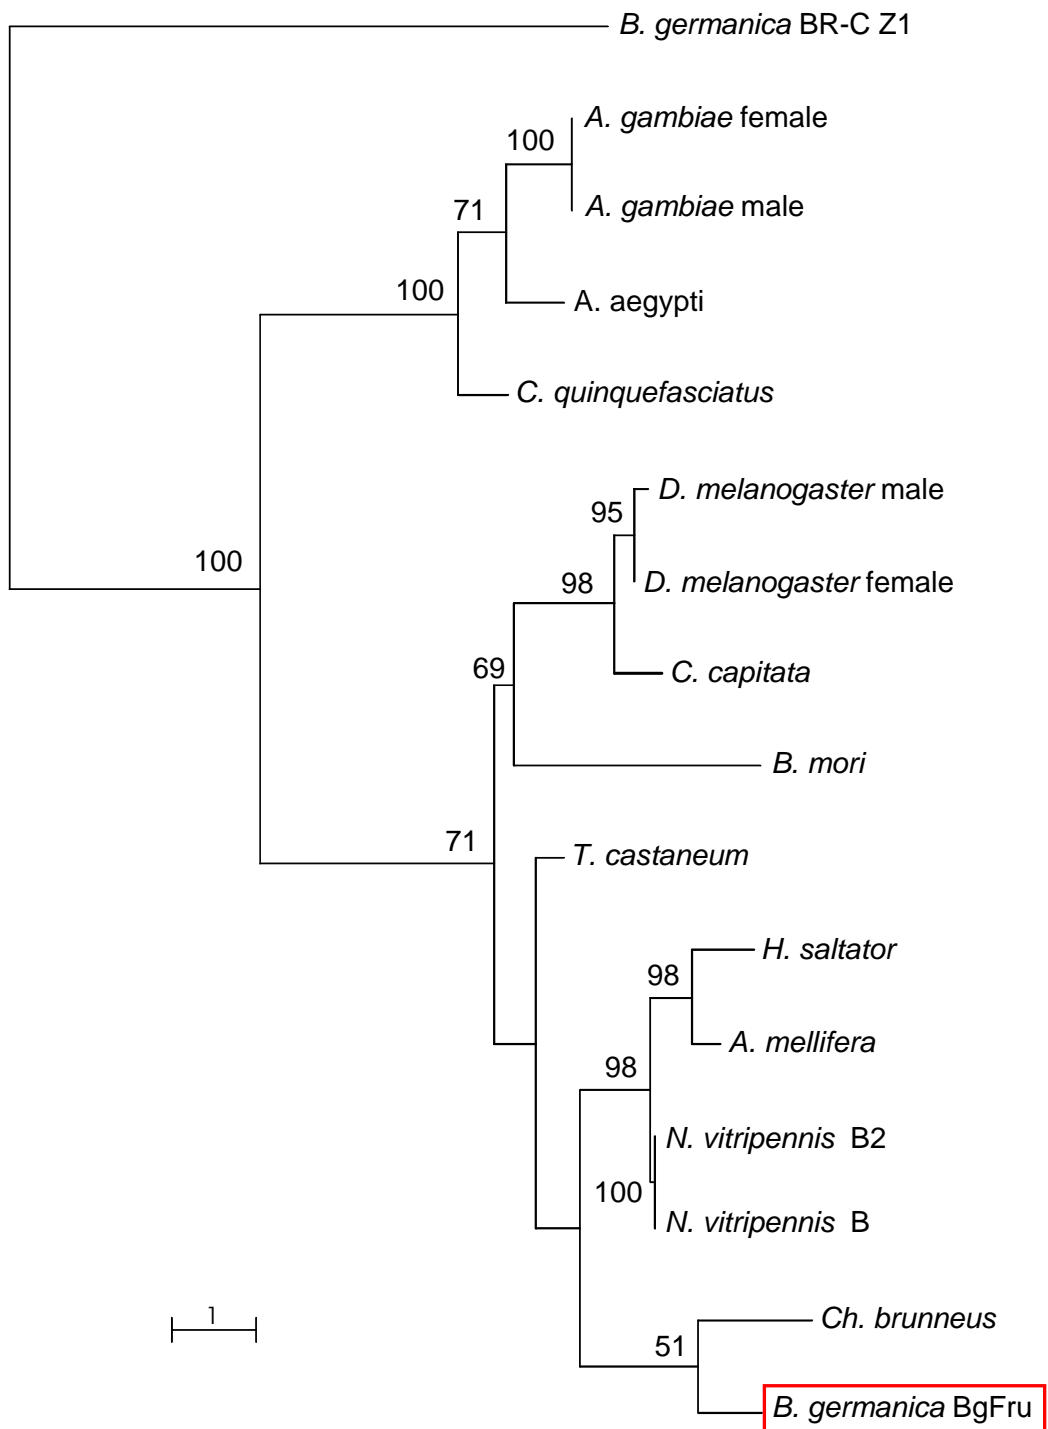 B. germanica BR-C Z1
A. gambiae female
100
A. gambiae male
71
100
A. aegypti
C. quinquefasciatus
D. melanogaster male
95
100
98
D. melanogaster female
69
C. capitata
B. mori
71
T. castaneum
H. saltator
98
A. mellifera
98
N. vitripennis B2
100
N. vitripennis B
1
Ch. brunneus
51
B. germanica BgFru